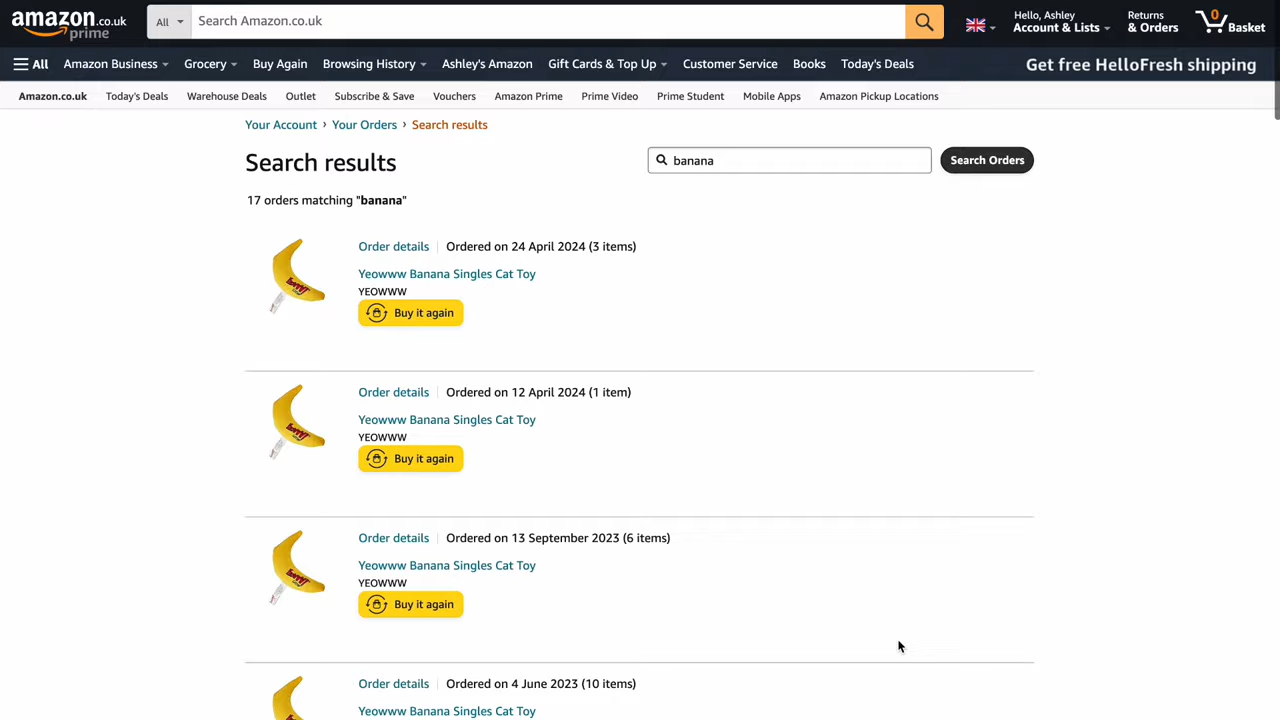 amazon.co.uk
prime
All
Search Amazon.co.uk
Hello, Ashley
Account & Lists
Returns
& Orders
0
Basket
All
Amazon Business
Grocery
Buy Again
Browsing History
Ashley's Amazon
Gift Cards & Top Up
Customer Service
Books
Today's Deals
Get free HelloFresh shipping
Amazon.co.uk
Today's Deals
Warehouse Deals
Outlet
Subscribe & Save
Vouchers
Amazon Prime
Prime Video
Prime Student
Mobile Apps
Amazon Pickup Locations
Your Account › Your Orders › Search results
Search results
banana
Search Orders
17 orders matching "banana"
Order details
Ordered on 24 April 2024 (3 items)
Yeowww Banana Singles Cat Toy
YEOWWW
Buy it again
Order details
Ordered on 12 April 2024 (1 item)
Yeowww Banana Singles Cat Toy
YEOWWW
Buy it again
Order details
Ordered on 13 September 2023 (6 items)
Yeowww Banana Singles Cat Toy
YEOWWW
Buy it again
Order details
Ordered on 4 June 2023 (10 items)
Yeowww Banana Singles Cat Toy